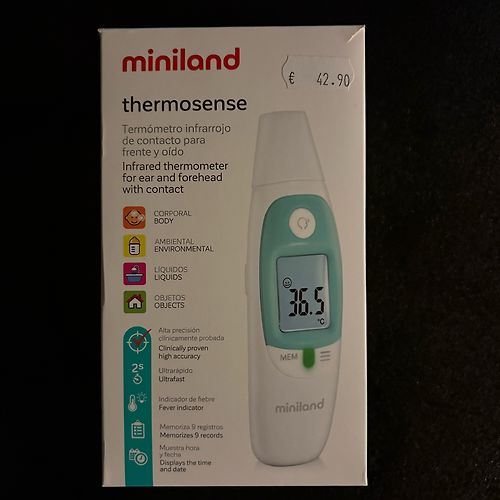 miniland
€ 42.90
thermosense
Termómetro infrarrojo
de contacto para
frente y oído
Infrared thermometer
for ear and forehead
with contact
CORPORAL
BODY
AMBIENTAL
ENVIRONMENTAL
LÍQUIDOS
LIQUIDS
OBJETOS
OBJECTS
36.5
°C
MEM
miniland
Alta precisión
clínicamente probada
Clinically proven
high accuracy
2s
Ultrarápido
Ultrafast
Indicador de fiebre
Fever indicator
Memoriza 9 registros
Memorizes 9 records
Muestra hora
y fecha
Displays the time
and date